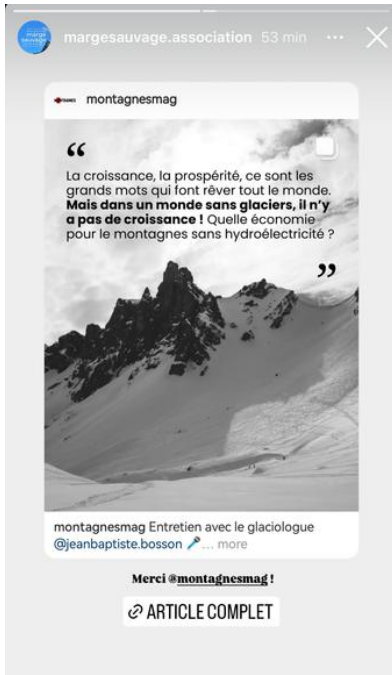 marge
sauvage
margesauvage.association 53 min ...
montagnesmag
“
La croissance, la prospérité, ce sont les
grands mots qui font rêver tout le monde.
Mais dans un monde sans glaciers, il n’y
a pas de croissance ! Quelle économie
pour le montagnes sans hydroélectricité ?
”
montagnesmag Entretien avec le glaciologue
@jeanbaptiste.bosson 🎤... more
Merci @montagnesmag !
ARTICLE COMPLET